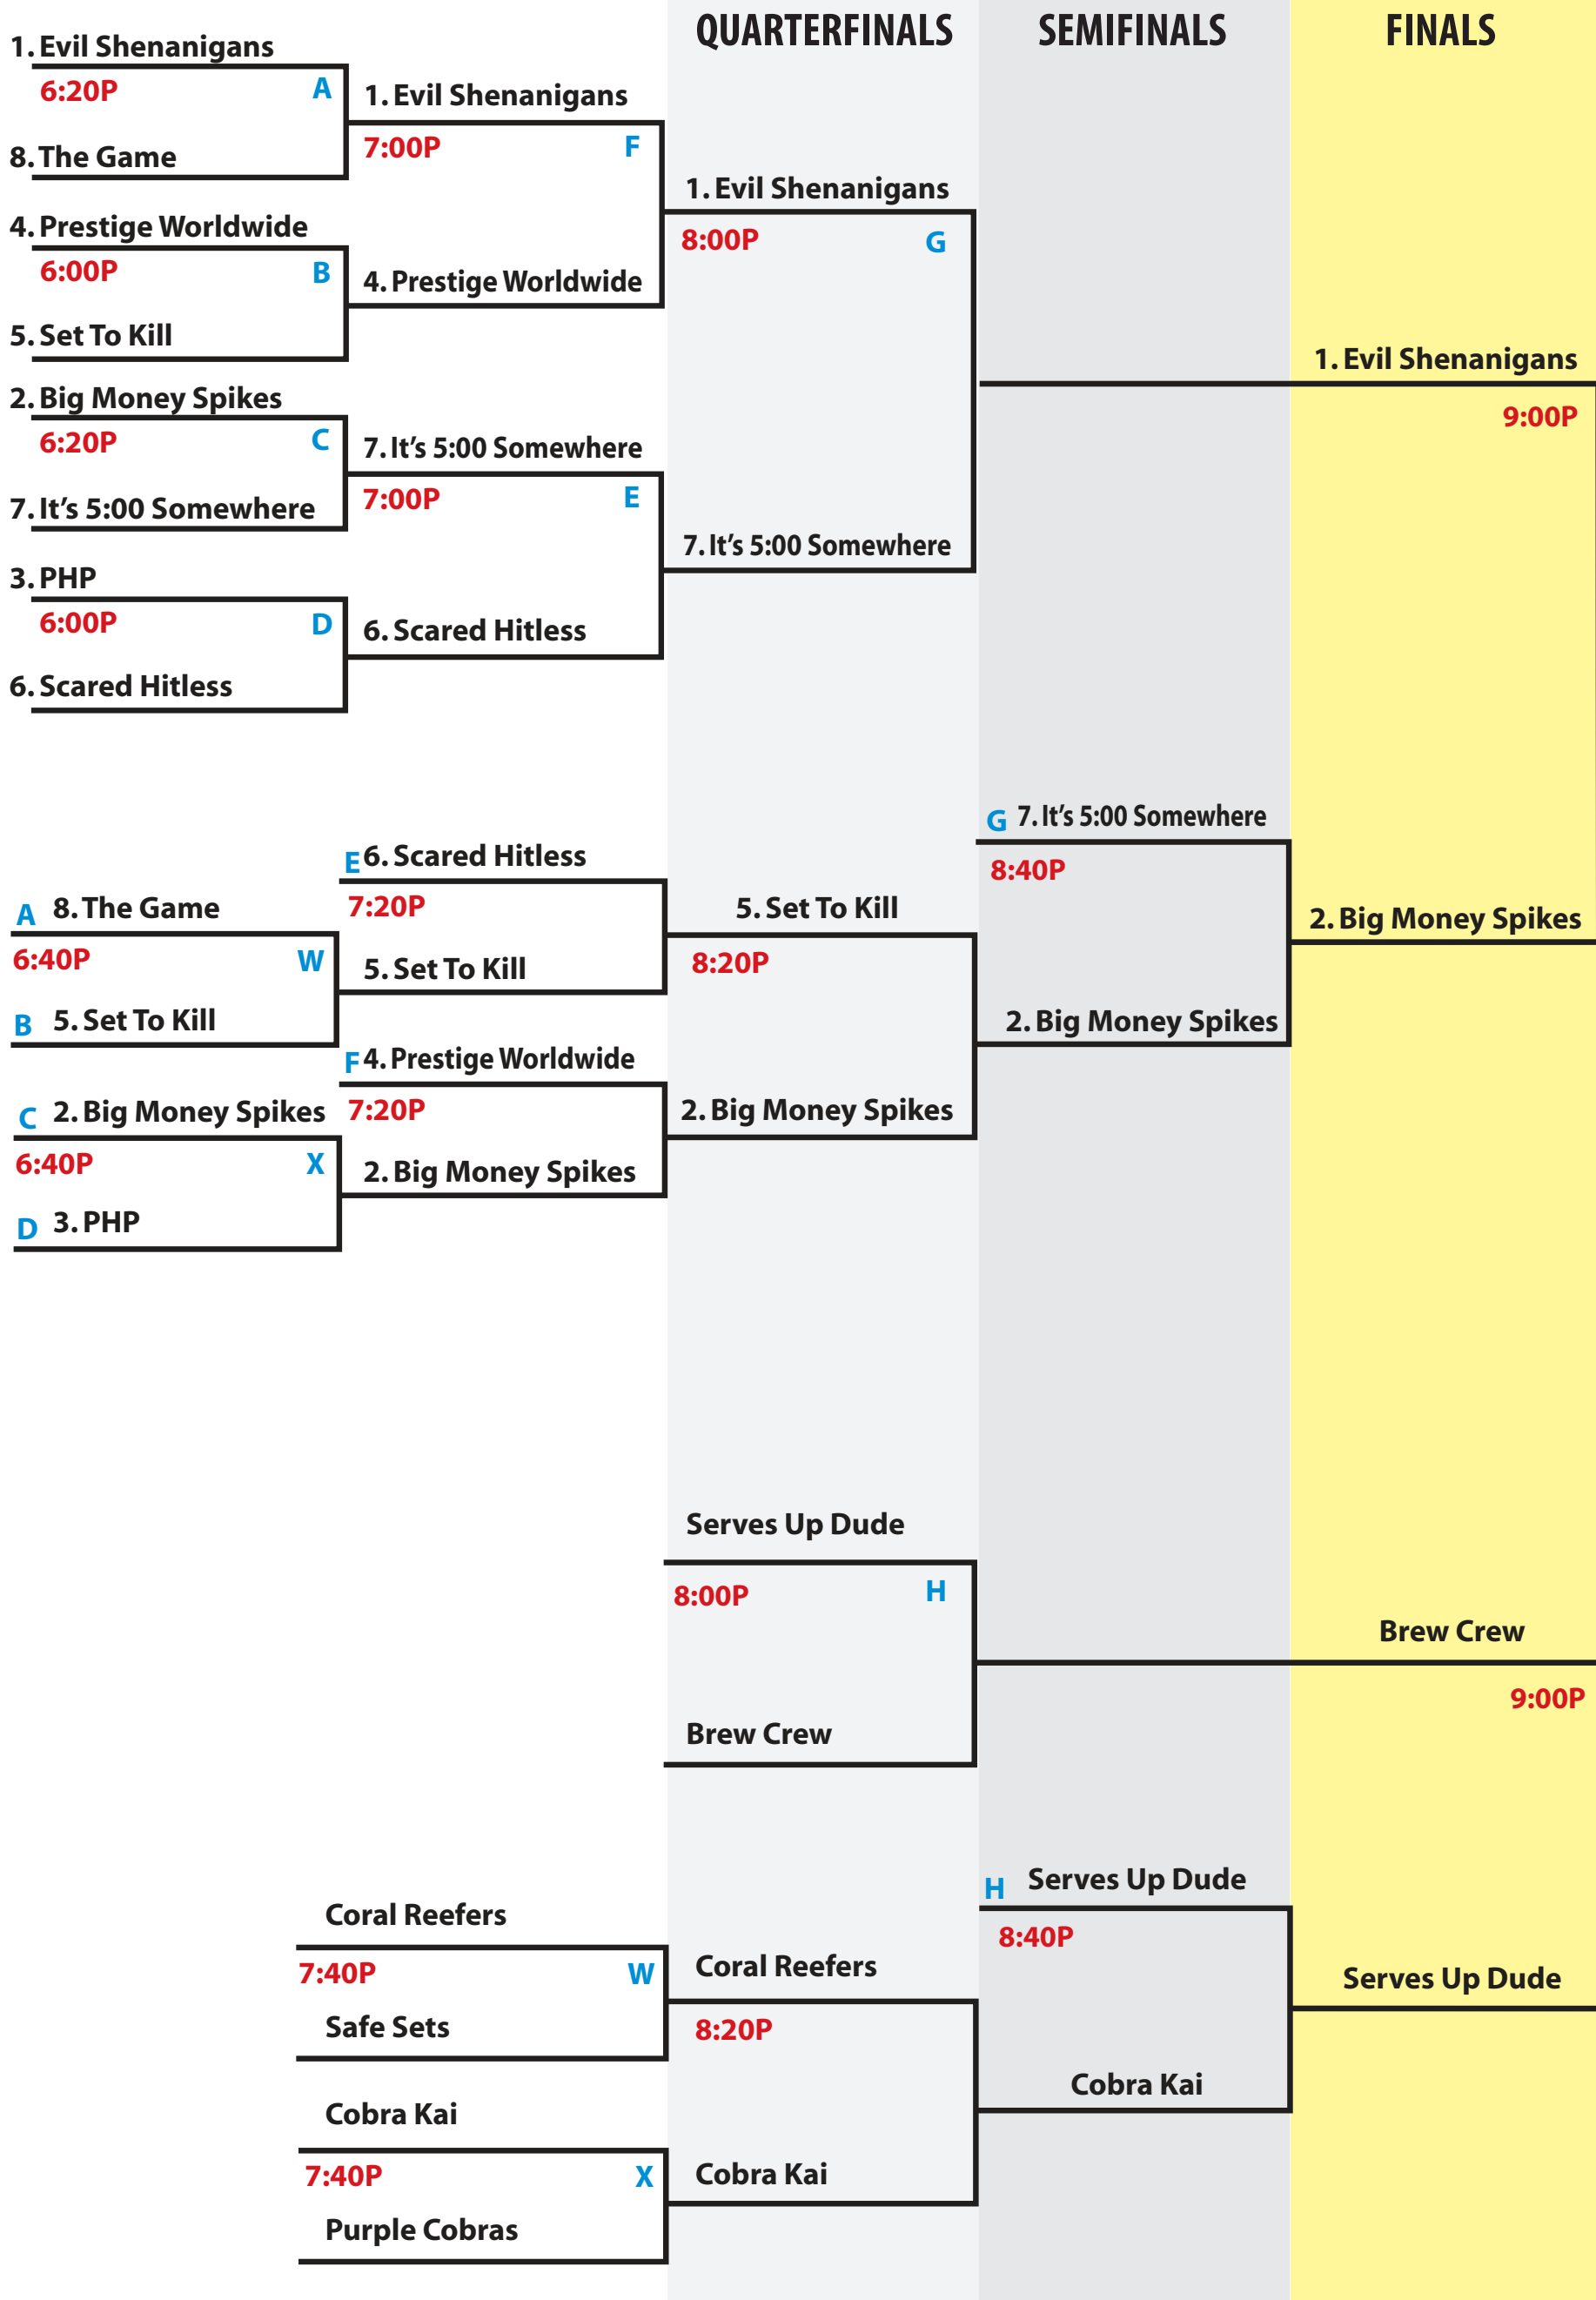 QUARTERFINALS SEMIFINALS FINALS
1. Evil Shenanigans
6:20P A
8. The Game
1. Evil Shenanigans
7:00P F
4. Prestige Worldwide
6:00P B
5. Set To Kill
4. Prestige Worldwide
1. Evil Shenanigans
8:00P G
2. Big Money Spikes
6:20P C
7. It's 5:00 Somewhere
7. It's 5:00 Somewhere
7:00P E
3. PHP
6:00P D
6. Scared Hitless
6. Scared Hitless
7. It's 5:00 Somewhere
1. Evil Shenanigans
9:00P
A 8. The Game
6:40P W
B 5. Set To Kill
E 6. Scared Hitless
7:20P
5. Set To Kill
C 2. Big Money Spikes
6:40P X
D 3. PHP
F 4. Prestige Worldwide
7:20P
2. Big Money Spikes
5. Set To Kill
8:20P
2. Big Money Spikes
G 7. It's 5:00 Somewhere
8:40P
2. Big Money Spikes
2. Big Money Spikes
Serves Up Dude
8:00P H
Brew Crew
Brew Crew
9:00P
Coral Reefers
7:40P W
Safe Sets
Cobra Kai
7:40P X
Purple Cobras
Coral Reefers
8:20P
Cobra Kai
H Serves Up Dude
8:40P
Cobra Kai
Serves Up Dude